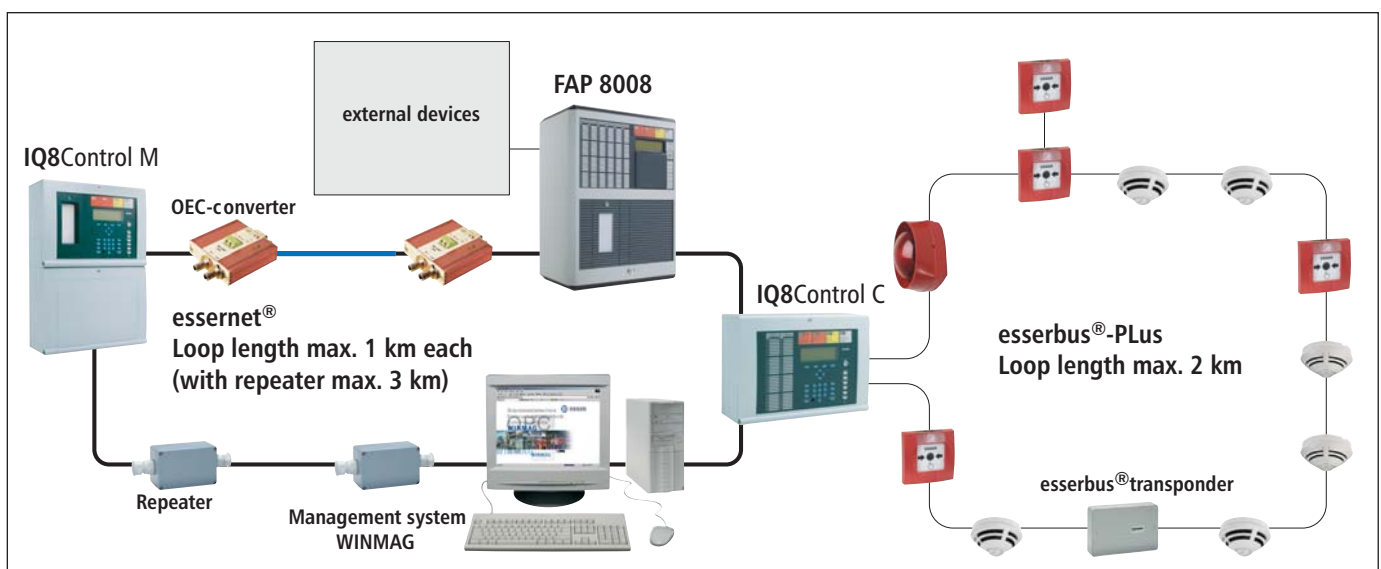 FAP 8008
external devices
IQ8Control M
OEC-converter
IQ8Control C
essernet®
Loop length max. 1 km each
(with repeater max. 3 km)
esserbus®-PLus
Loop length max. 2 km
Repeater
Management system
WINMAG
esserbus®transponder